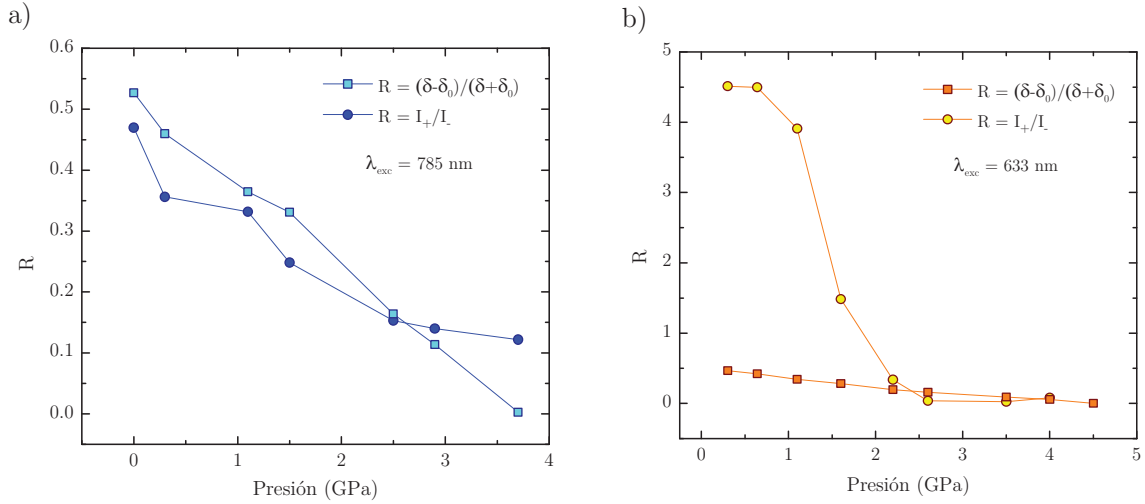 a)
R = (δ-δ₀)/(δ+δ₀)
R = I₊/I₋
λexc = 785 nm
R
0.6
0.5
0.4
0.3
0.2
0.1
0.0
0 1 2 3 4
Presión (GPa)
b)
R = (δ-δ₀)/(δ+δ₀)
R = I₊/I₋
λexc = 633 nm
R
5
4
3
2
1
0
0 1 2 3 4 5
Presión (GPa)